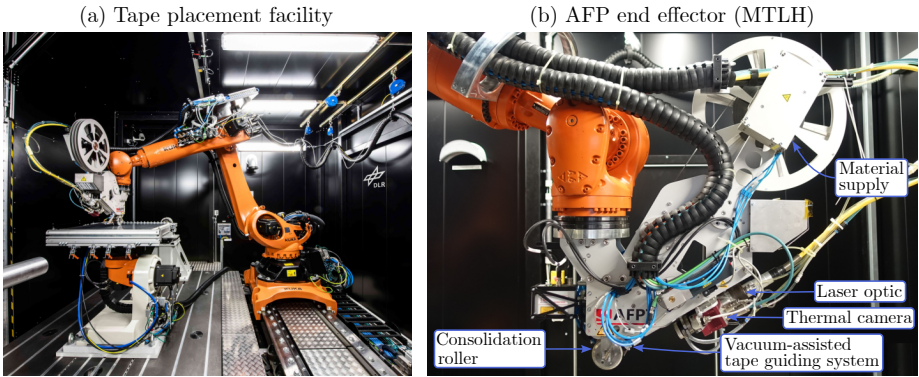 (a) Tape placement facility
(b) AFP end effector (MTLH)
DLR
Material
supply
Laser optic
Thermal camera
AFPT
Consolidation
roller
Vacuum-assisted
tape guiding system